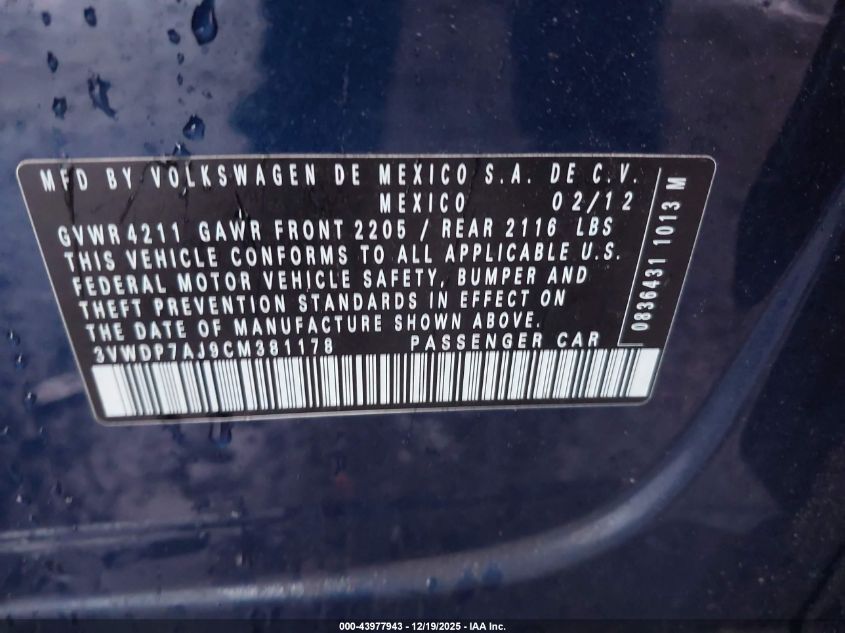 MFD BY VOLKSWAGEN DE MEXICO S.A. DE C.V.
MEXICO 02/12
GVWR 4211 GAWR FRONT 2205 / REAR 2116 LBS
THIS VEHICLE CONFORMS TO ALL APPLICABLE U.S.
FEDERAL MOTOR VEHICLE SAFETY, BUMPER AND
THEFT PREVENTION STANDARDS IN EFFECT ON
THE DATE OF MANUFACTURE SHOWN ABOVE.
3VWDP7AJ9CM381178 PASSENGER CAR
0836431 1013 M
000-43977943 - 12/19/2025 - IAA Inc.